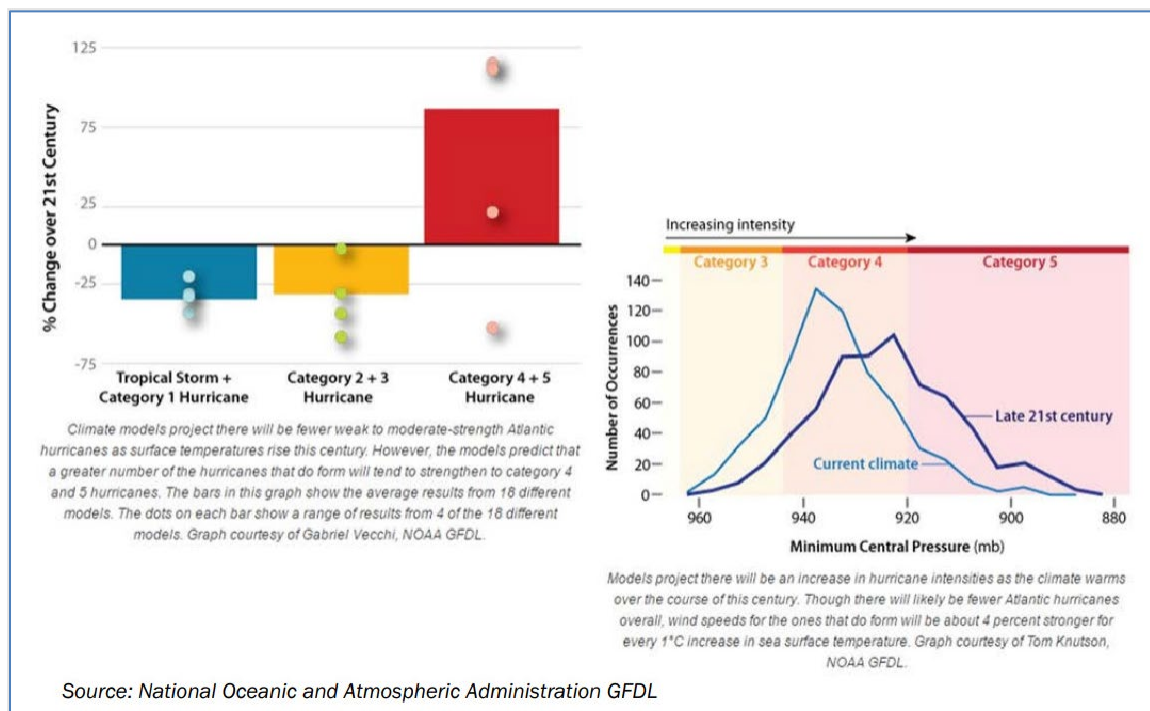 125
75
25
0
-25
-75
% Change over 21st Century
Tropical Storm +
Category 1 Hurricane
Category 2 + 3
Hurricane
Category 4 + 5
Hurricane
Climate models project there will be fewer weak to moderate-strength Atlantic
hurricanes as surface temperatures rise this century. However, the models predict that
a greater number of the hurricanes that do form will tend to strengthen to category 4
and 5 hurricanes. The bars in this graph show the average results from 18 different
models. The dots on each bar show a range of results from 4 of the 18 different
models. Graph courtesy of Gabriel Vecchi, NOAA GFDL.
Increasing intensity
Category 3
Category 4
Category 5
140
120
100
80
60
40
20
0
Number of Occurrences
Late 21st century
Current climate
960
940
920
900
880
Minimum Central Pressure (mb)
Models project there will be an increase in hurricane intensities as the climate warms
over the course of this century. Though there will likely be fewer Atlantic hurricanes
overall, wind speeds for the ones that do form will be about 4 percent stronger for
every 1°C increase in sea surface temperature. Graph courtesy of Tom Knutson,
NOAA GFDL.
Source: National Oceanic and Atmospheric Administration GFDL